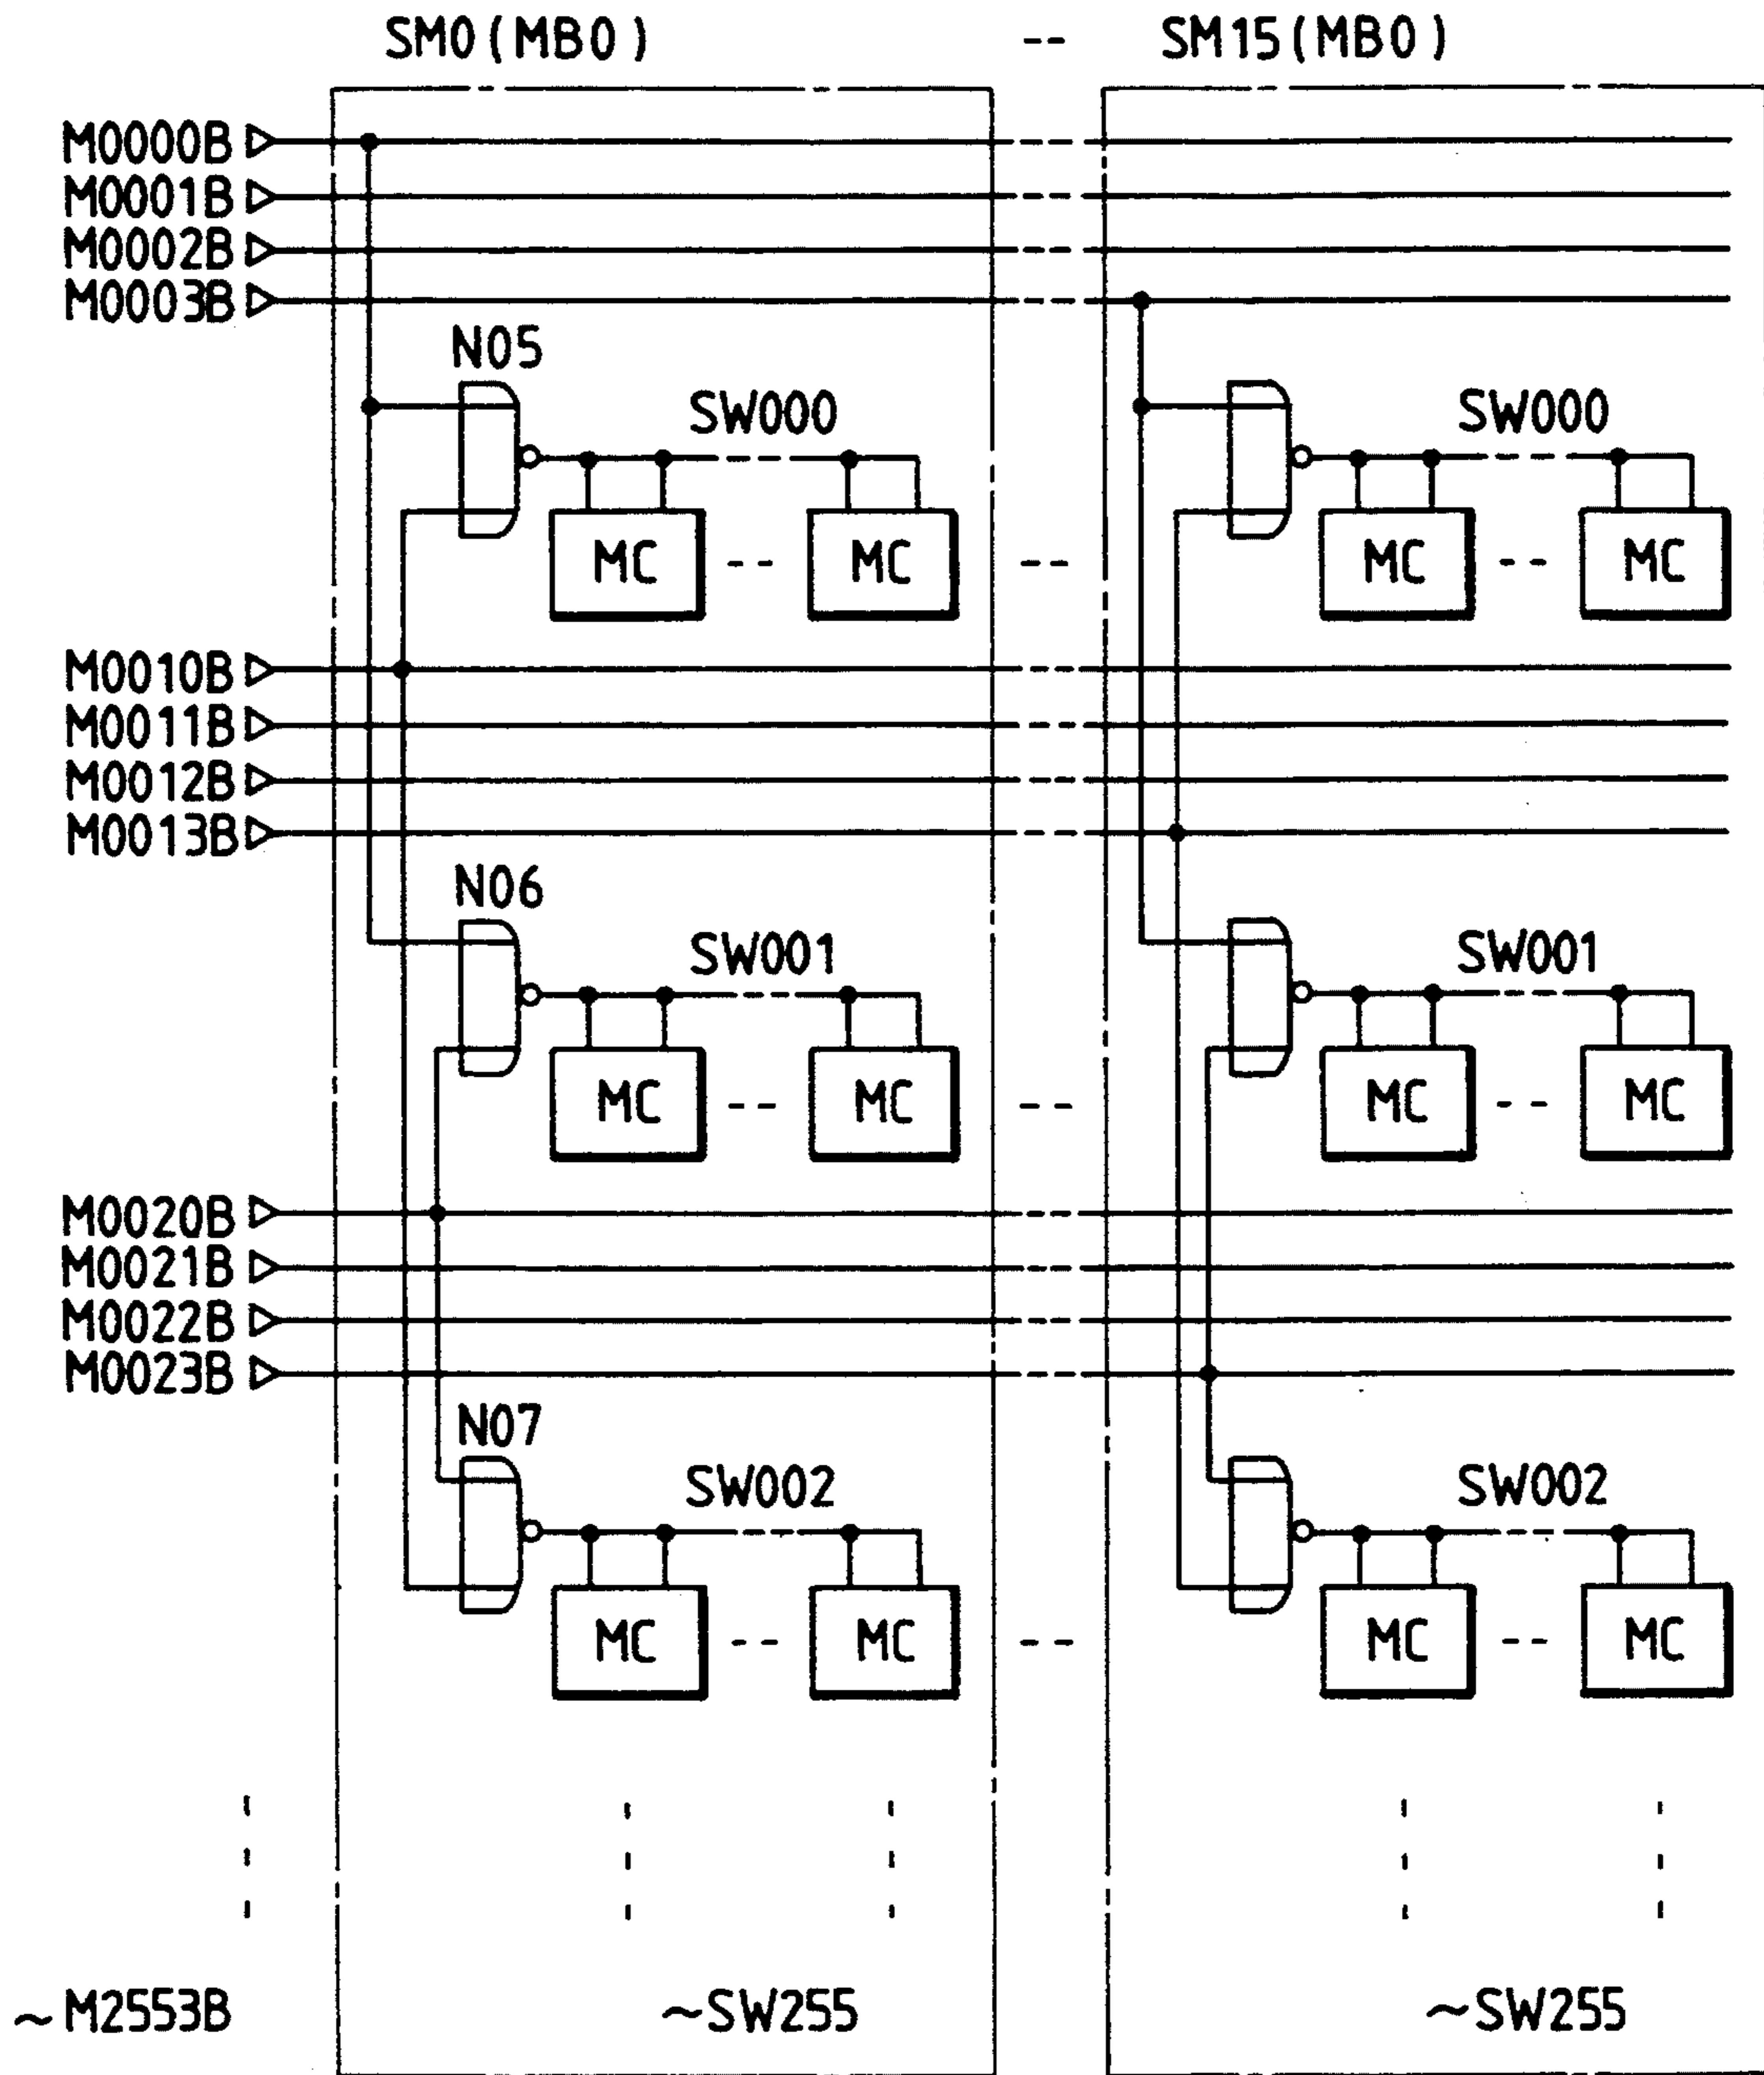 SM0 (MB0) -- SM15 (MB0)
M0000B
M0001B
M0002B
M0003B
N05
SW000 SW000
MC -- MC -- MC -- MC
M0010B
M0011B
M0012B
M0013B
N06
SW001 SW001
MC -- MC -- MC -- MC
M0020B
M0021B
M0022B
M0023B
N07
SW002 SW002
MC -- MC -- MC -- MC
~M2553B ~SW255 ~SW255